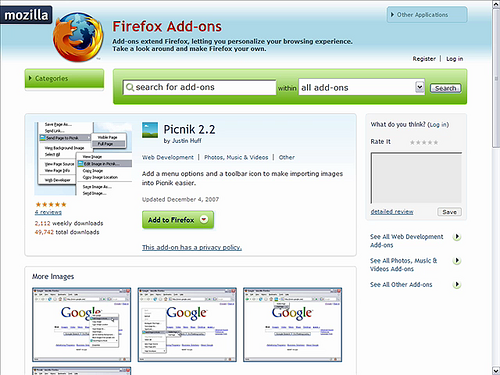 mozilla
Other Applications
Firefox Add-ons
Add-ons extend Firefox, letting you personalize your browsing experience.
Take a look around and make Firefox your own.
Register | Log in
Categories
search for add-ons within all add-ons Search
Picnik 2.2
by Justin Huff
Web Development | Photos, Music & Videos | Other
Add a menu options and a toolbar icon to make importing images
into Picnik easier.
Updated December 4, 2007
Add to Firefox
This add-on has a privacy policy.
Save Page As...
Send Link...
Send Page to Picnik
Visible Page
Full Page
View Background Image
Select All
View Page Source
View Page Info
Web Developer
View Image
Edit Image in Picnik...
Copy Image
Copy Image Location
Save Image As...
Send Image...
4 reviews
2,112 weekly downloads
49,742 total downloads
What do you think? (Log in)
Rate It
detailed review
Save
See All Web Development
Add-ons
See All Photos, Music &
Videos Add-ons
See All Other Add-ons
More Images
Google
Google
Google